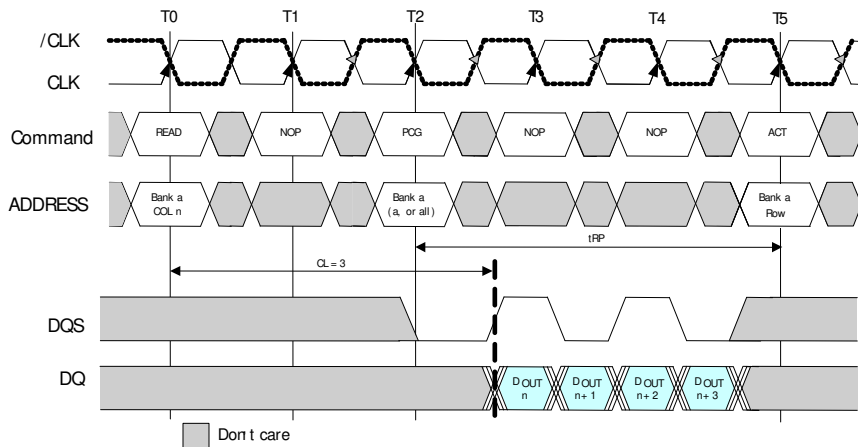 T0 T1 T2 T3 T4 T5
/CLK
CLK
Command READ NOP PCG NOP NOP ACT
ADDRESS Bank a COL n Bank a (a, or all) Bank a Row
tRP
CL = 3
DQS
DQ DOUT n DOUT n+1 DOUT n+2 DOUT n+3
Don't care